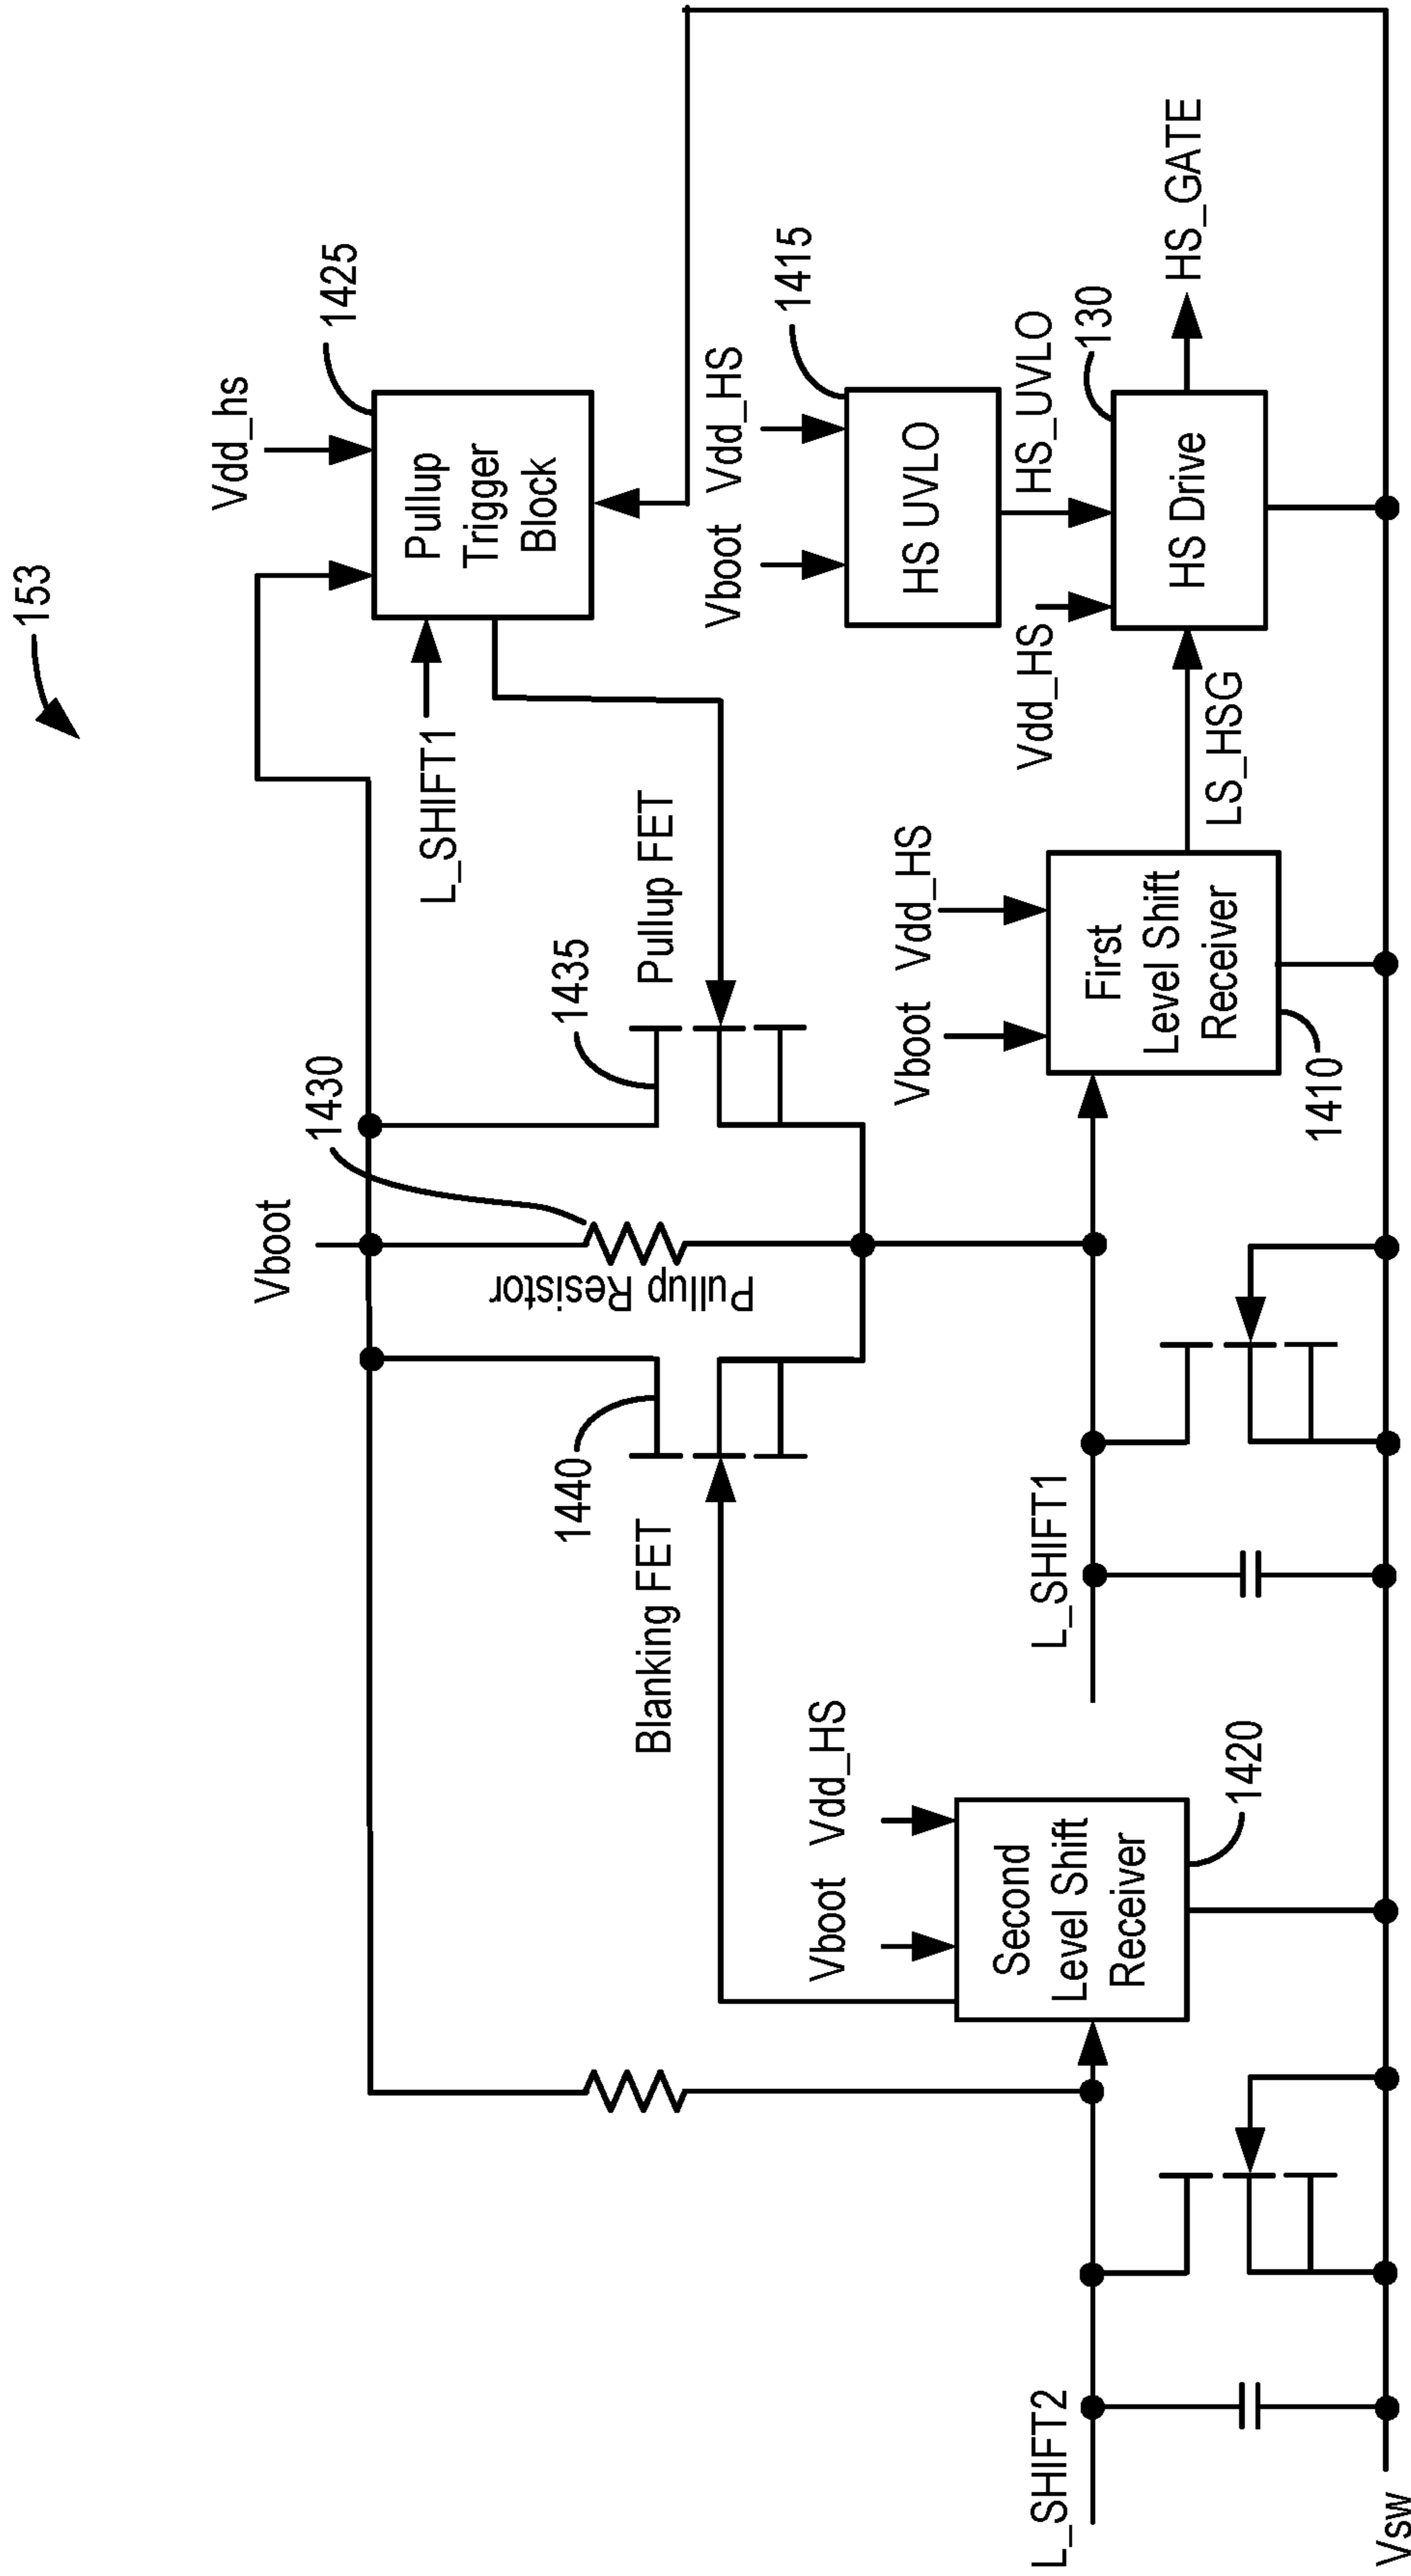 153
Vdd_hs
1425
Pullup
Trigger
Block
L_SHIFT1
Vboot
1430
Pullup Resistor
1435
Pullup FET
1440
Blanking FET
Vboot
Vdd_HS
1415
HS UVLO
HS_UVLO
Vdd_HS
130
HS Drive
HS_GATE
LS_HSG
Vboot
Vdd_HS
First
Level Shift
Receiver
1410
L_SHIFT1
Vboot
Vdd_HS
Second
Level Shift
Receiver
1420
L_SHIFT2
Vsw